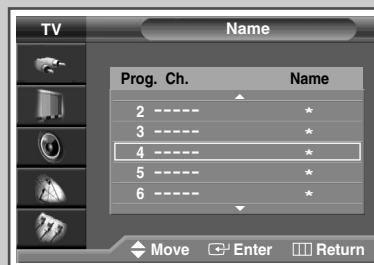 TV Name
Prog. Ch. Name
2 ----- *
3 ----- *
4 ----- *
5 ----- *
6 ----- *
Move Enter Return